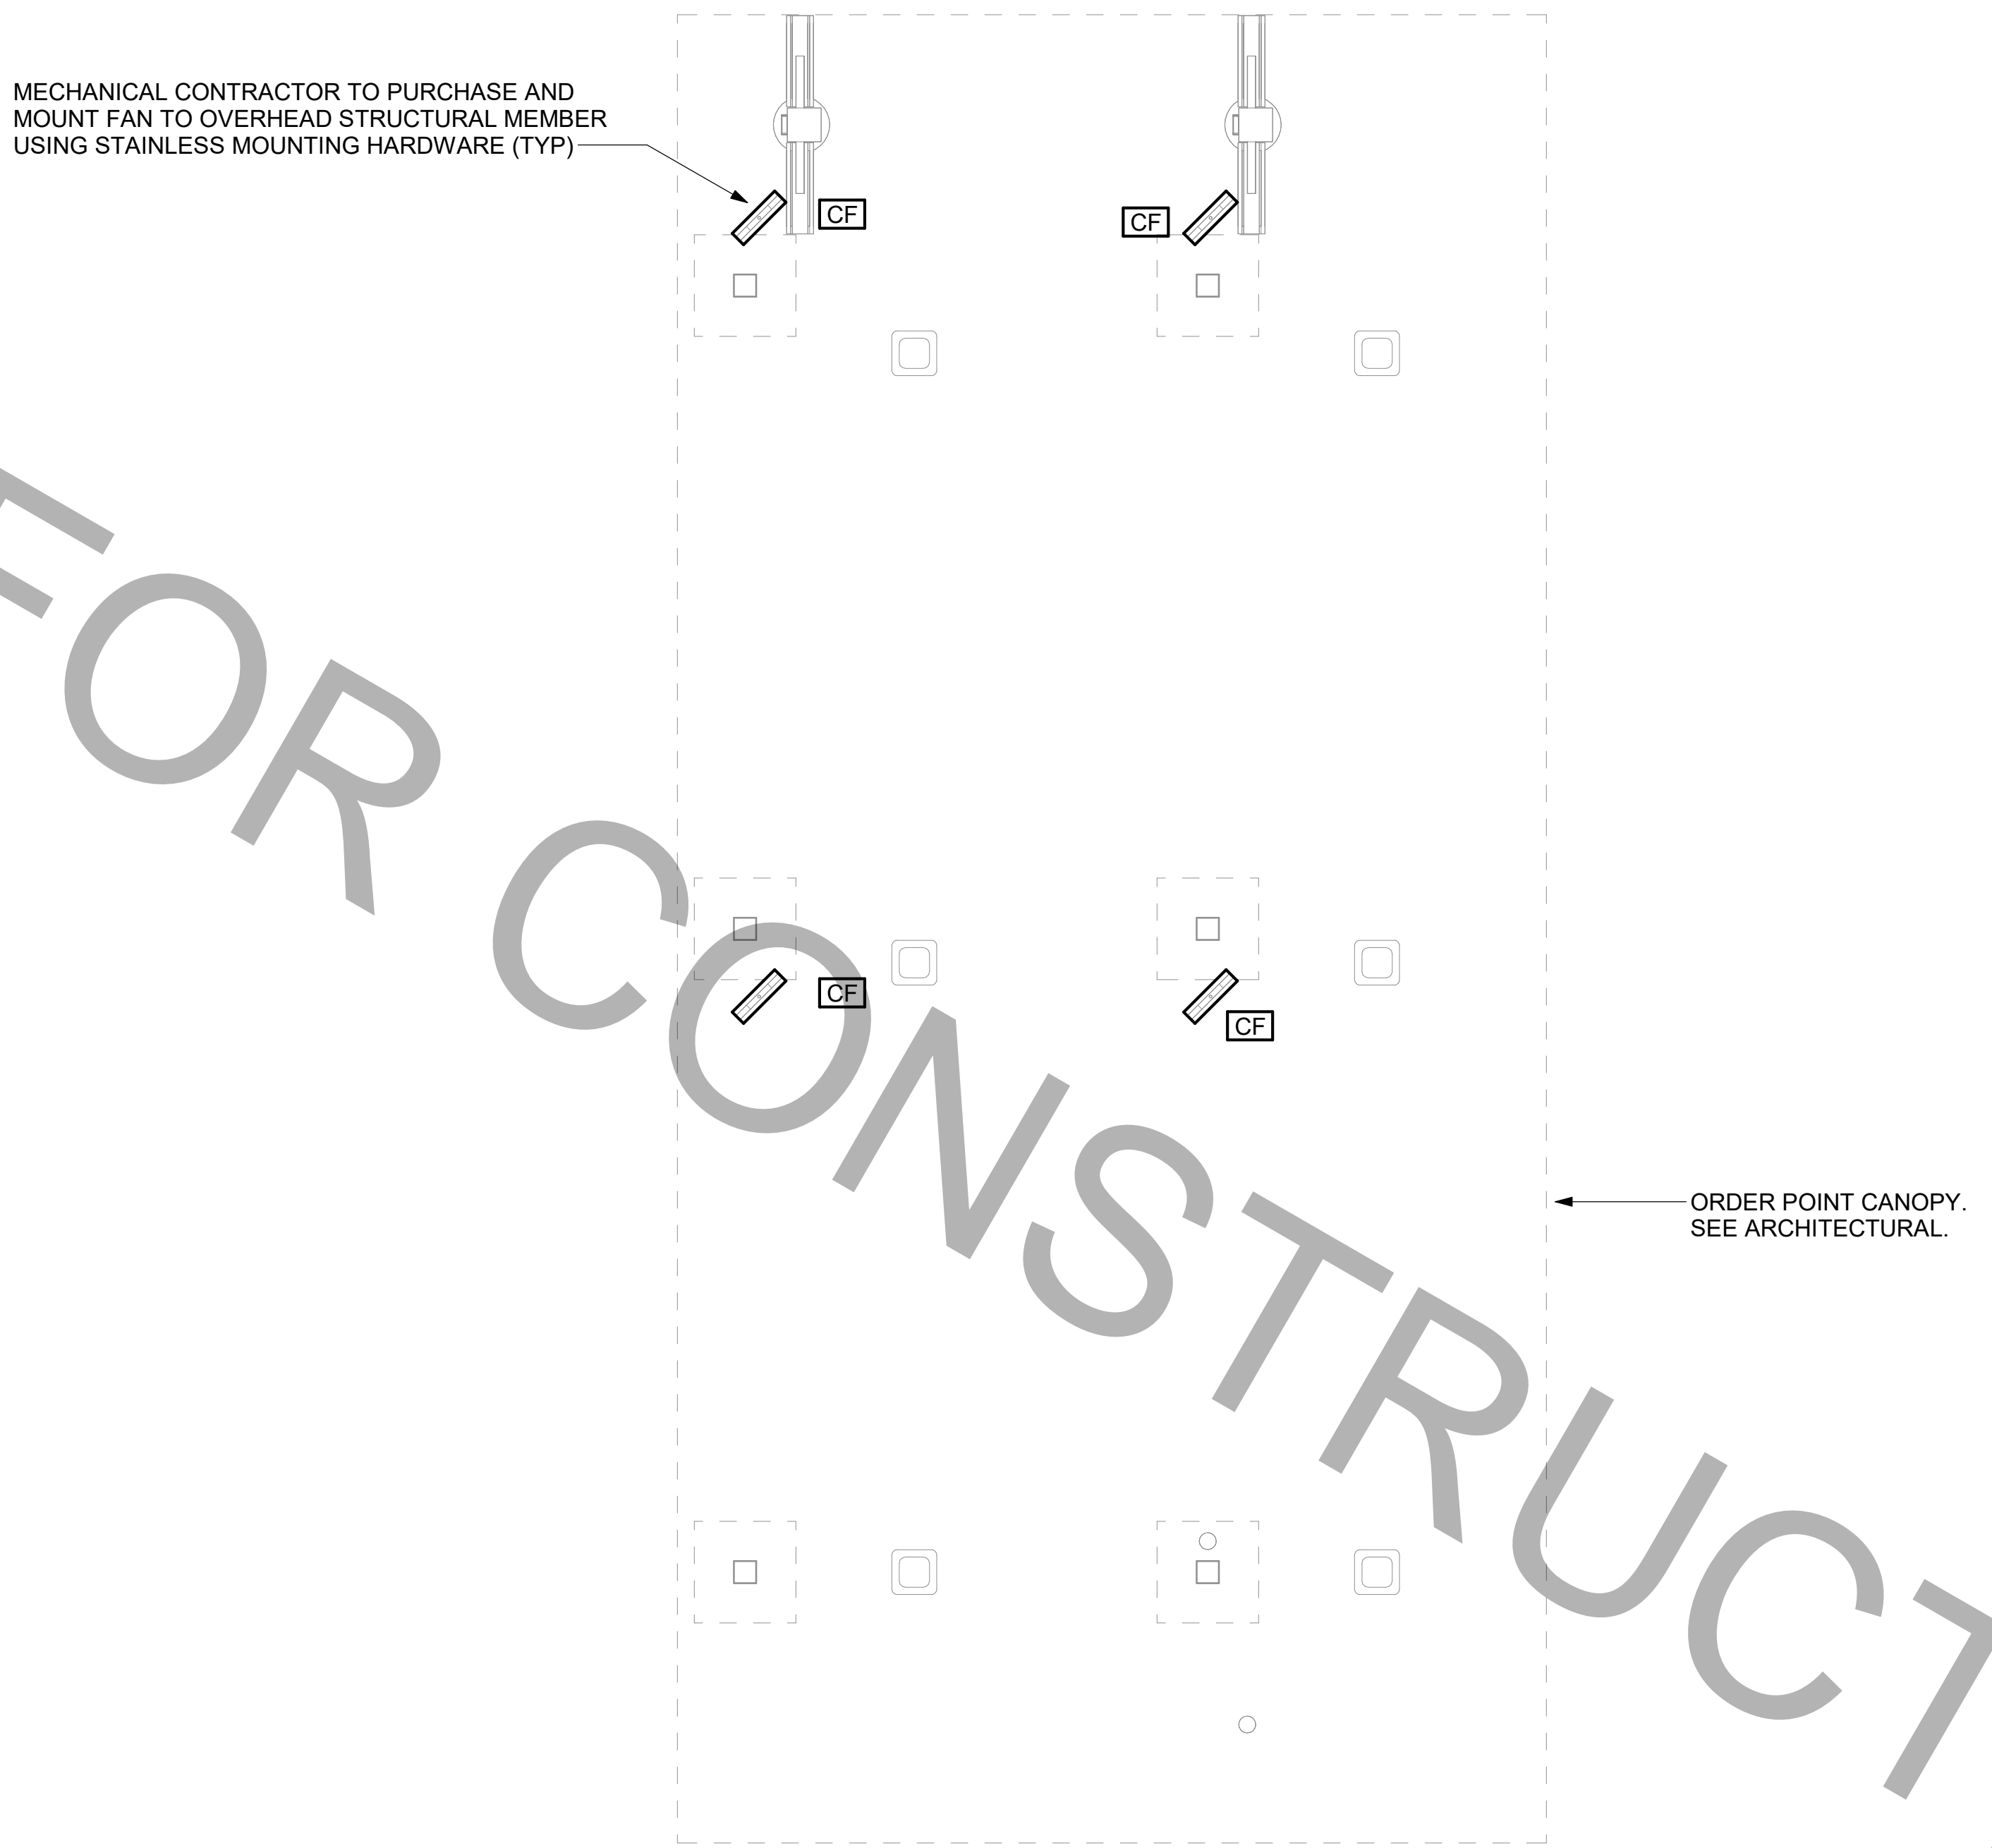 MECHANICAL CONTRACTOR TO PURCHASE AND
MOUNT FAN TO OVERHEAD STRUCTURAL MEMBER
USING STAINLESS MOUNTING HARDWARE (TYP)
CF
CF
CF
CF
ORDER POINT CANOPY.
SEE ARCHITECTURAL.
FOR CONSTRUCT